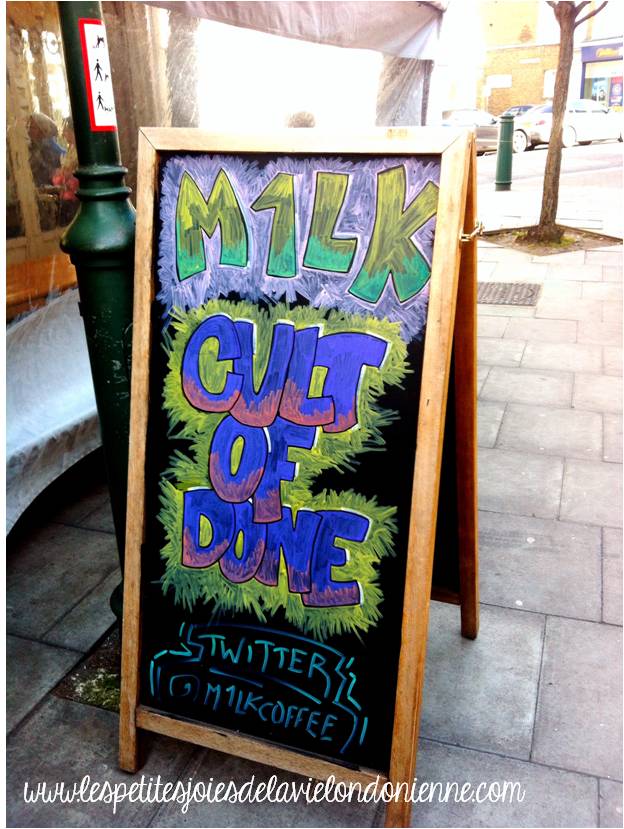 M1LK
CULT
OF
DONE
TWITTER
@M1LKCOFFEE
www.lespetitesjoiesdelavielondonienne.com